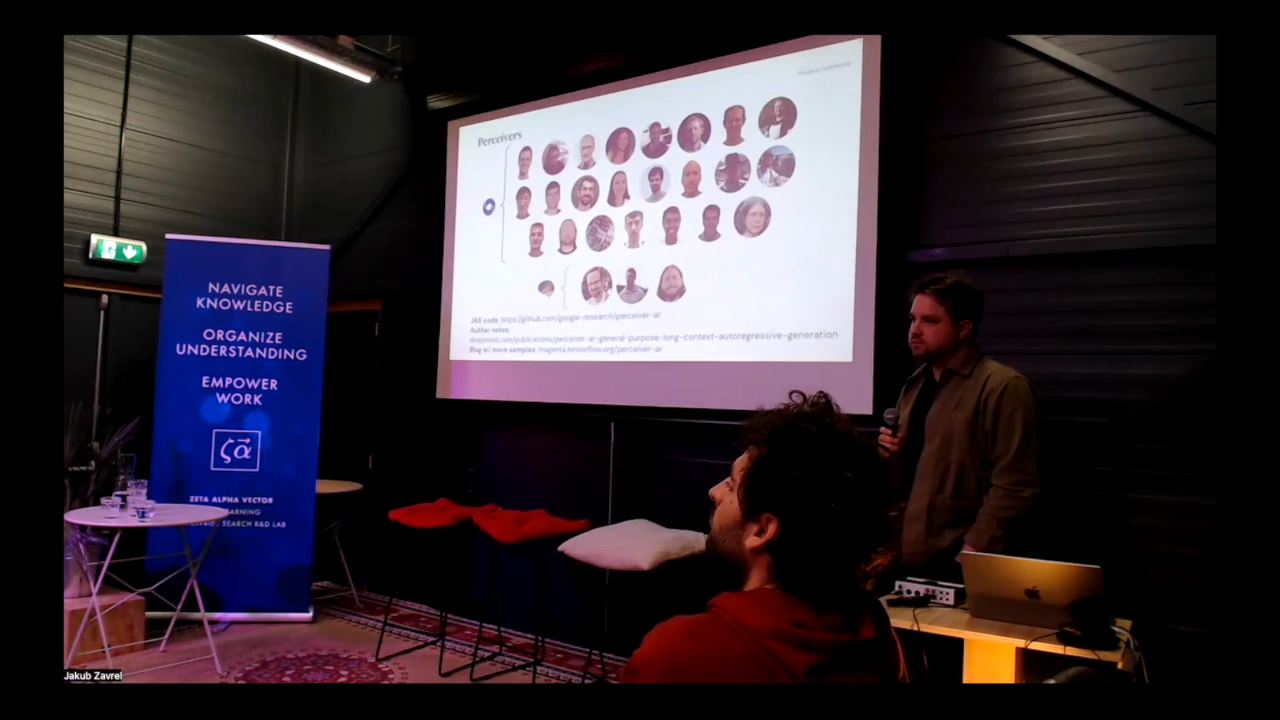 Perceivers
JAX code: https://github.com/google-research/perceiver-ar
Author notes:
deepmind.com/publications/perceiver-ar-general-purpose-long-context-autoregressive-generation
Blog w/ more samples: magenta.tensorflow.org/perceiver-ar
NAVIGATE
KNOWLEDGE
ORGANIZE
UNDERSTANDING
EMPOWER
WORK
ζα
ZETA ALPHA VECTOR
SEARCH R&D LAB
Jakub Zavrel